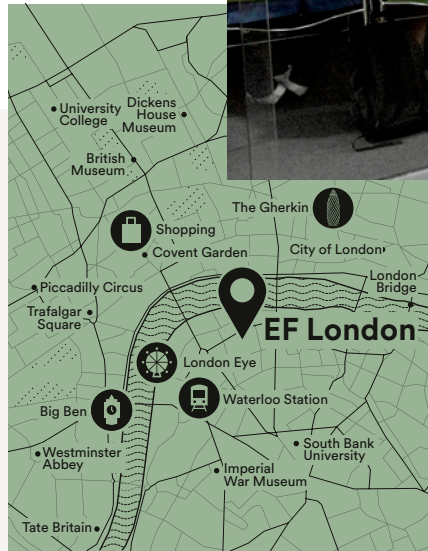 University
College
Dickens
House
Museum
British
Museum
The Gherkin
Shopping
City of London
Covent Garden
London
Bridge
Piccadilly Circus
Trafalgar
Square
EF London
London Eye
Waterloo Station
Big Ben
South Bank
University
Westminster
Abbey
Imperial
War Museum
Tate Britain